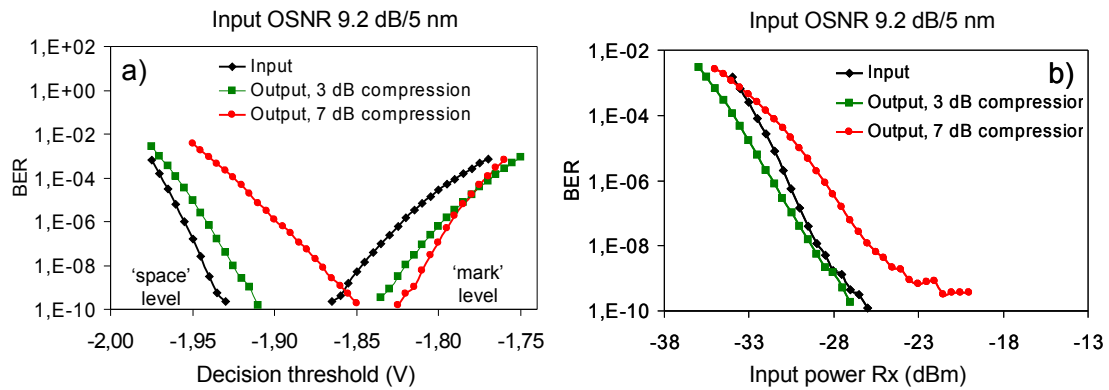 Input OSNR 9.2 dB/5 nm
1,E+02
1,E+00
1,E-02
1,E-04
1,E-06
1,E-08
1,E-10
BER
a)
Input
Output, 3 dB compression
Output, 7 dB compression
'space'
level
'mark'
level
-2,00
-1,95
-1,90
-1,85
-1,80
-1,75
Decision threshold (V)
Input OSNR 9.2 dB/5 nm
1,E-02
1,E-04
1,E-06
1,E-08
1,E-10
BER
b)
Input
Output, 3 dB compression
Output, 7 dB compression
-38
-33
-28
-23
-18
-13
Input power Rx (dBm)